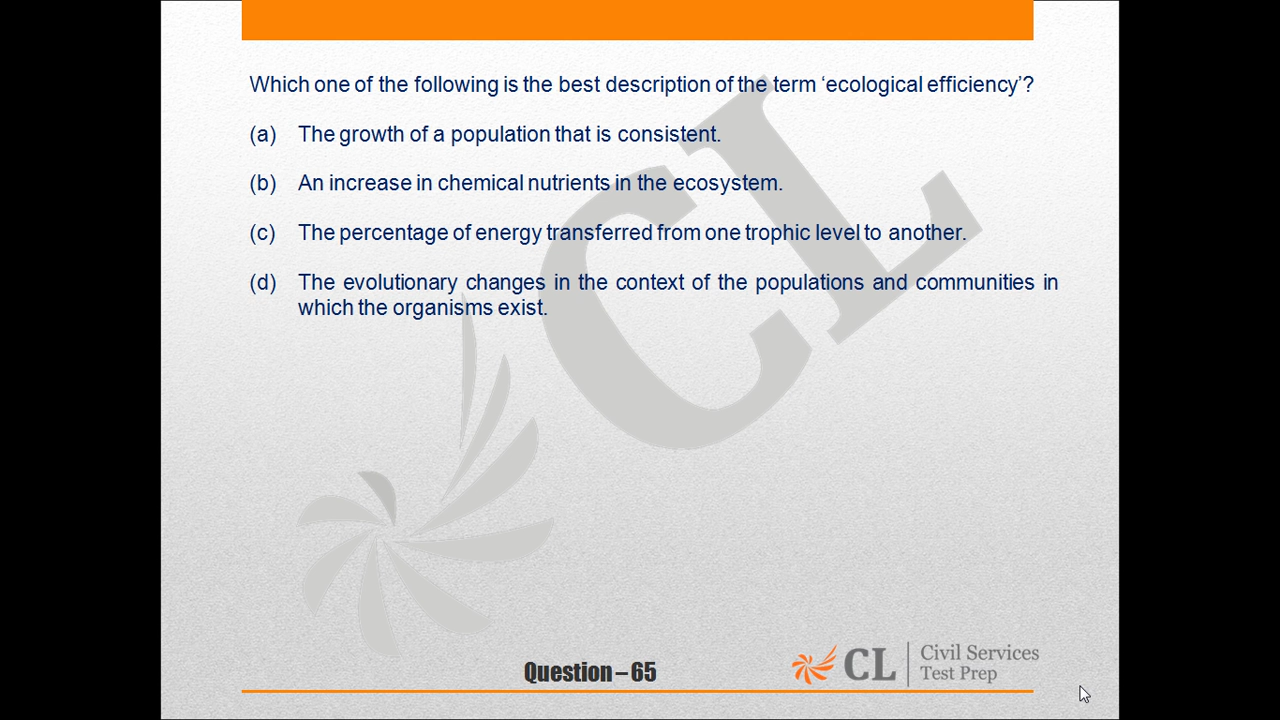 Which one of the following is the best description of the term ‘ecological efficiency’?
(a) The growth of a population that is consistent.
(b) An increase in chemical nutrients in the ecosystem.
(c) The percentage of energy transferred from one trophic level to another.
(d) The evolutionary changes in the context of the populations and communities in
which the organisms exist.
CL
Question – 65
CL Civil Services
Test Prep